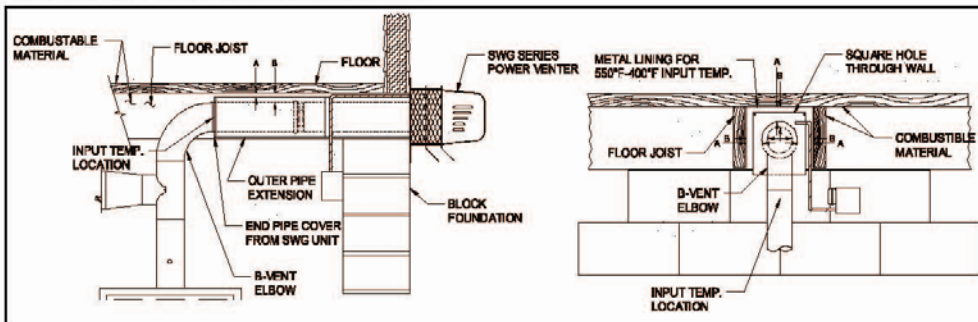 COMBUSTABLE
MATERIAL
FLOOR JOIST
A
B
FLOOR
SWG SERIES
POWER VENTER
INPUT TEMP.
LOCATION
OUTER PIPE
EXTENSION
END PIPE COVER
FROM SWG UNIT
B-VENT
ELBOW
BLOCK
FOUNDATION
METAL LINING FOR
550°F-400°F INPUT TEMP.
A
B
SQUARE HOLE
THROUGH WALL
FLOOR JOIST
B
A
B
A
COMBUSTIBLE
MATERIAL
B-VENT
ELBOW
INPUT TEMP.
LOCATION